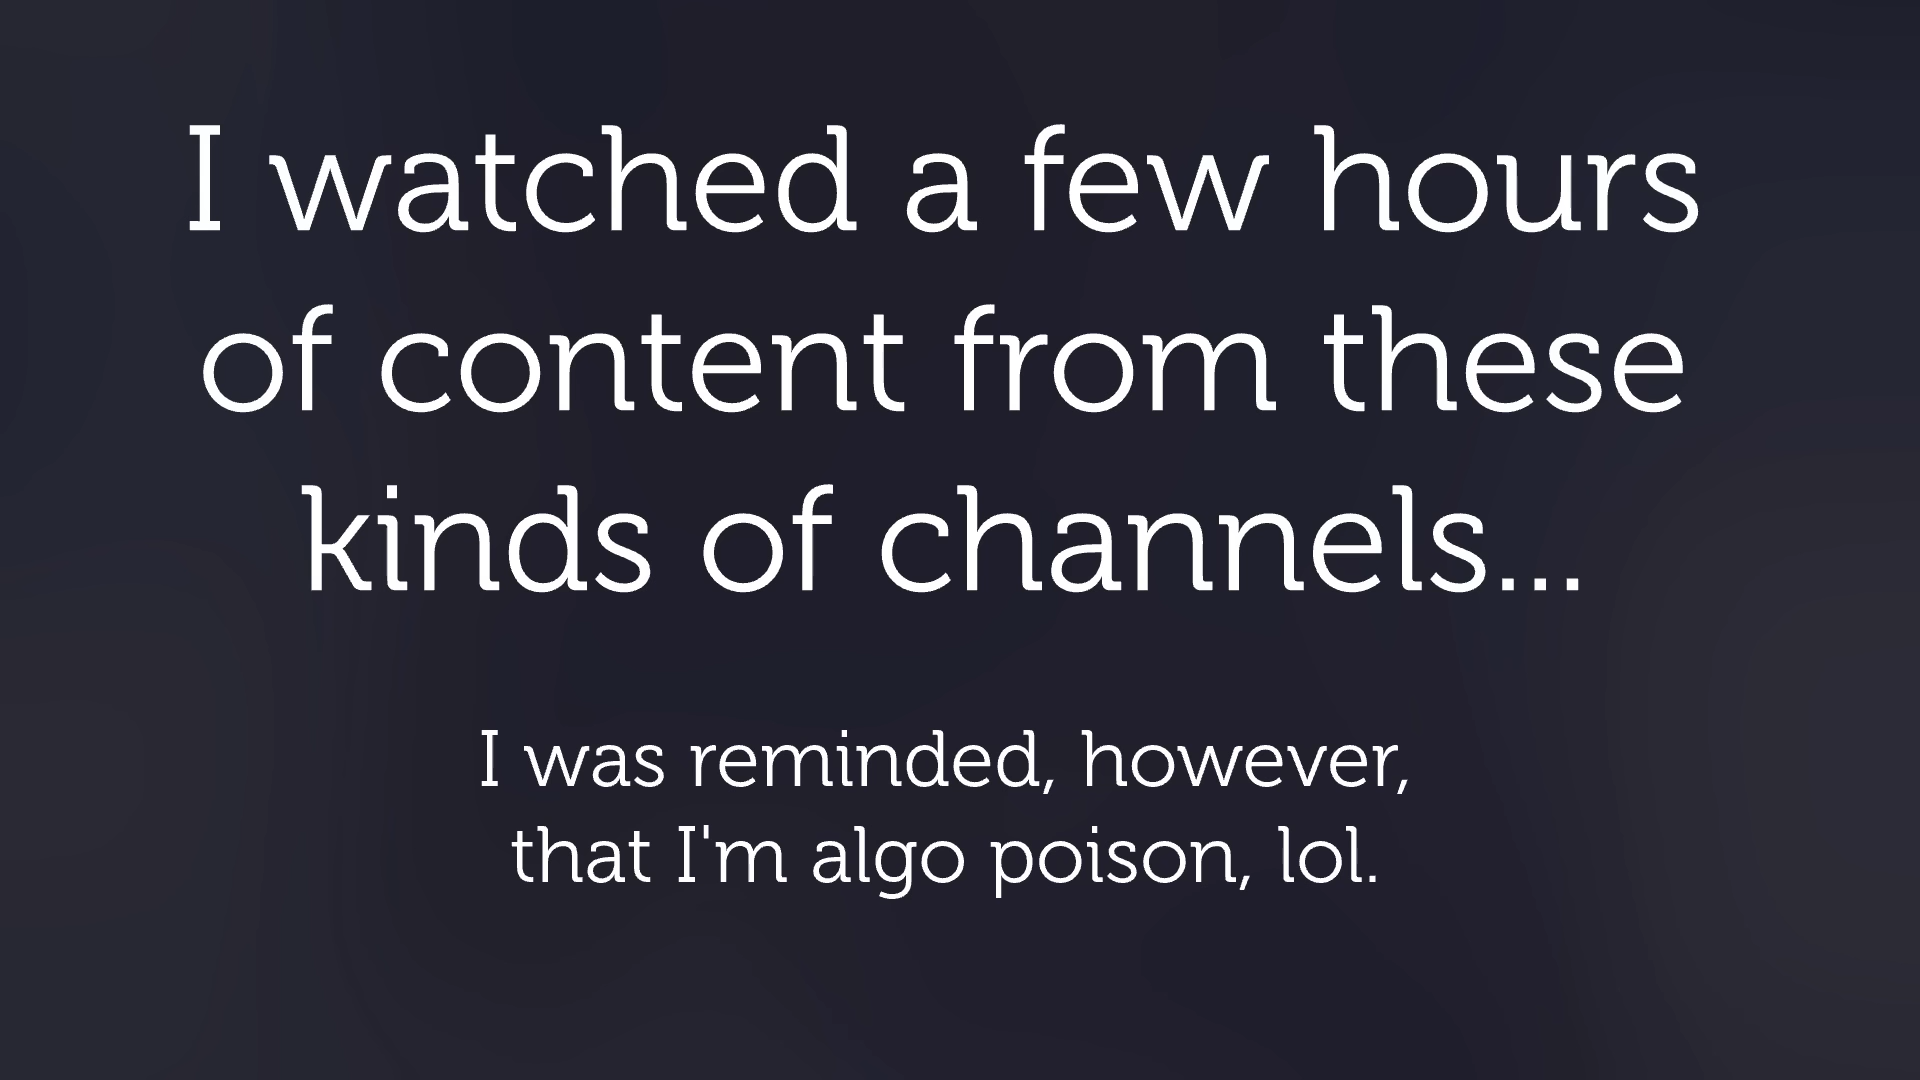 I watched a few hours
of content from these
kinds of channels...
I was reminded, however,
that I'm algo poison, lol.